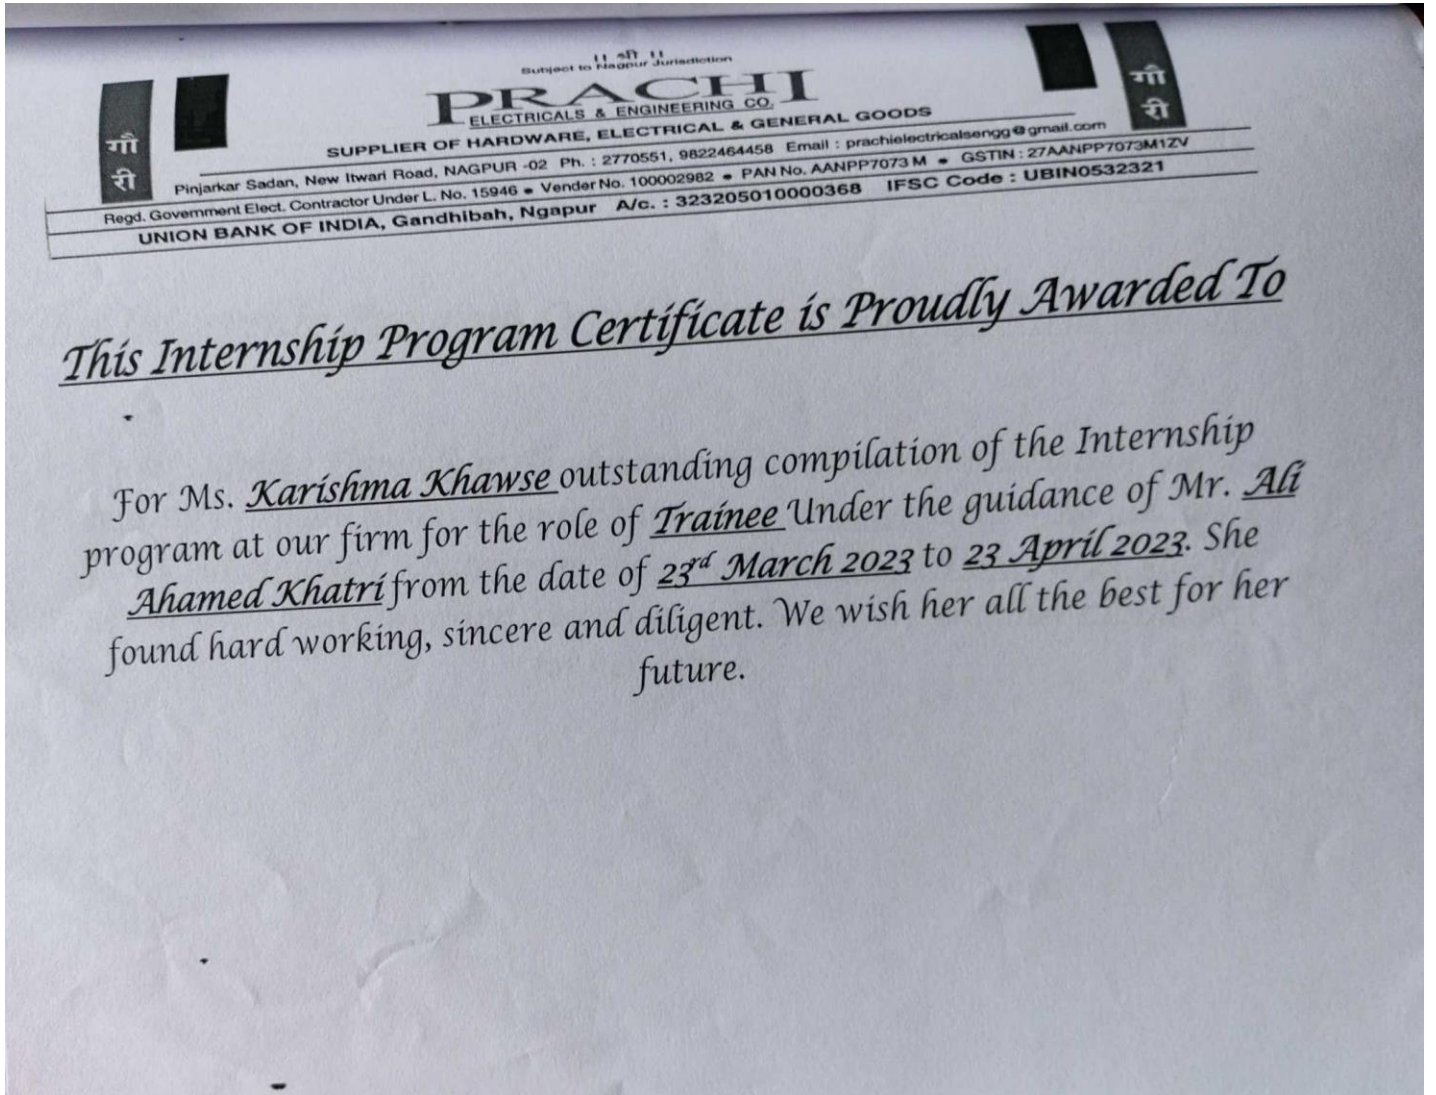 ॥ श्री ॥
Subject to Nagpur Jurisdiction
PRACHI
ELECTRICALS & ENGINEERING CO.
SUPPLIER OF HARDWARE, ELECTRICAL & GENERAL GOODS
Pinjarkar Sadan, New Itwari Road, NAGPUR -02 Ph. : 2770551, 9822464458 Email : prachielectricalsengg@gmail.com
Regd. Government Elect. Contractor Under L. No. 15946 • Vender No. 100002982 • PAN No. AANPP7073 M • GSTIN : 27AANPP7073M1ZV
UNION BANK OF INDIA, Gandhibah, Ngapur A/c. : 323205010000368 IFSC Code : UBIN0532321
गौ
री
गौ
री
This Internship Program Certificate is Proudly Awarded To
For Ms. Karishma Khawse outstanding compilation of the Internship
program at our firm for the role of Trainee Under the guidance of Mr. Ali
Ahamed Khatri from the date of 23rd March 2023 to 23 April 2023. She
found hard working, sincere and diligent. We wish her all the best for her
future.